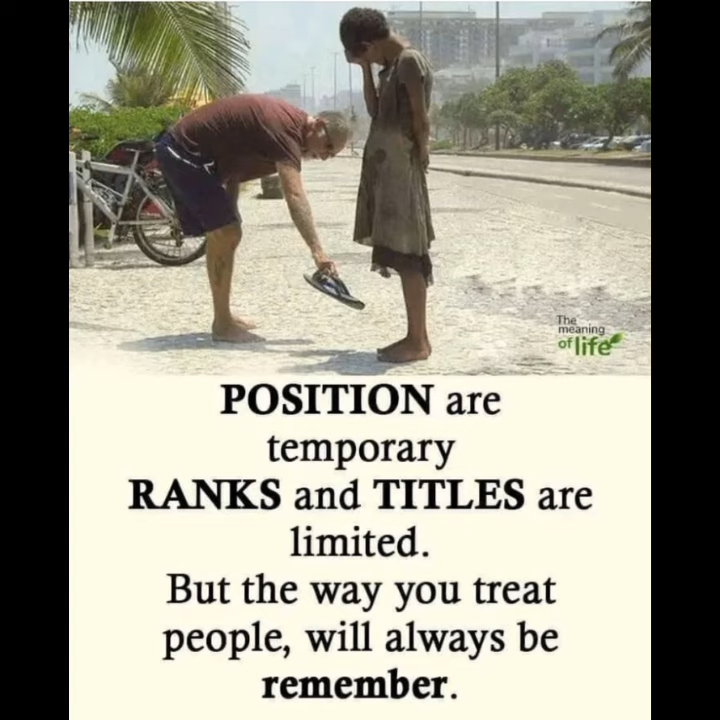 The
meaning
of life
POSITION are
temporary
RANKS and TITLES are
limited.
But the way you treat
people, will always be
remember.